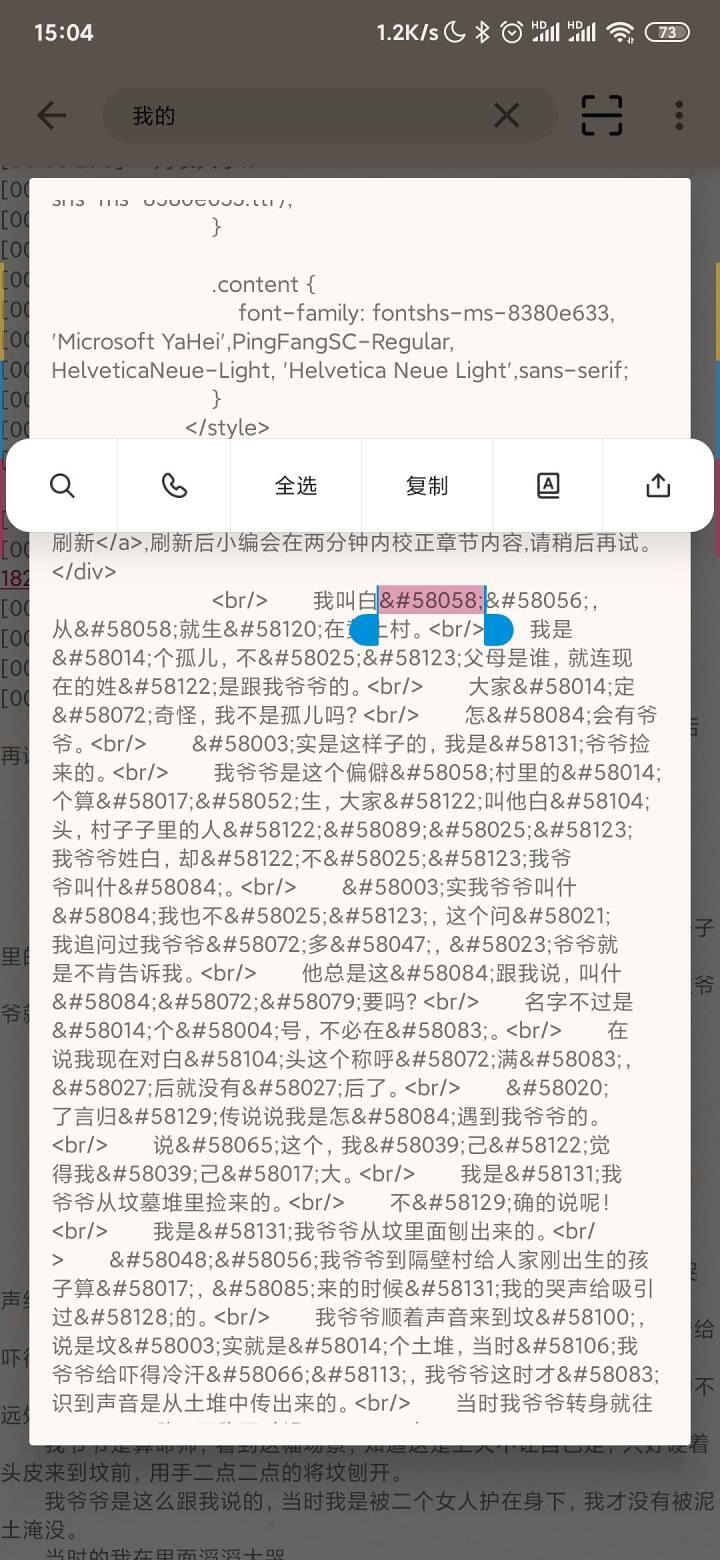 15:04
1.2K/s HD HD 73
我的
}
.content {
font-family: fontshs-ms-8380e633,
'Microsoft YaHei',PingFangSC-Regular,
HelveticaNeue-Light, 'Helvetica Neue Light',sans-serif;
}
</style>
全选 复制
刷新</a>,刷新后小编会在两分钟内校正章节内容,请稍后再试。
</div>
<br/> 我叫白&#58058;&#58056;,
从&#58058;就生&#58120;在 上村。<br/> 我是
&#58014;个孤儿, 不&#58025;&#58123;父母是谁, 就连现
在的姓&#58122;是跟我爷爷的。<br/> 大家&#58014;定
&#58072;奇怪, 我不是孤儿吗? <br/> 怎&#58084;会有爷
爷。<br/> &#58003;实是这样子的, 我是&#58131;爷爷捡
来的。<br/> 我爷爷是这个偏僻&#58058;村里的&#58014;
个算&#58017;&#58052;生, 大家&#58122;叫他白&#58104;
头, 村子子里的人&#58122;&#58089;&#58025;&#58123;
我爷爷姓白, 却&#58122;不&#58025;&#58123;我爷
爷叫什&#58084;。<br/> &#58003;实我爷爷叫什
&#58084;我也不&#58025;&#58123;, 这个问&#58021;
我追问过我爷爷&#58072;多&#58047;, &#58023;爷爷就
是不肯告诉我。<br/> 他总是这&#58084;跟我说, 叫什
&#58084;&#58072;&#58079;要吗? <br/> 名字不过是
&#58014;个&#58004;号, 不必在&#58083;。<br/> 在
说我现在对白&#58104;头这个称呼&#58072;满&#58083;,
&#58027;后就没有&#58027;后了。<br/> &#58020;
了言归&#58129;传说说我是怎&#58084;遇到我爷爷的。
<br/> 说&#58065;这个, 我&#58039;己&#58122;觉
得我&#58039;己&#58017;大。<br/> 我是&#58131;我
爷爷从坟墓堆里捡来的。<br/> 不&#58129;确的说呢!
<br/> 我是&#58131;我爷爷从坟里面刨出来的。<br/
> &#58048;&#58056;我爷爷到隔壁村给人家刚出生的孩
子算&#58017;, &#58085;来的时候&#58131;我的哭声给吸引
过&#58128;的。<br/> 我爷爷顺着声音来到坟&#58100;,
说是坟&#58003;实就是&#58014;个土堆, 当时&#58106;我
爷爷给吓得冷汗&#58066;&#58113;, 我爷爷这时才&#58083;
识到声音是从土堆中传出来的。<br/> 当时我爷爷转身就往
头皮来到坟前, 用手二点二点的将坟刨开。
我爷爷是这么跟我说的, 当时我是被二个女人护在身下, 我才没有被泥
土淹没。